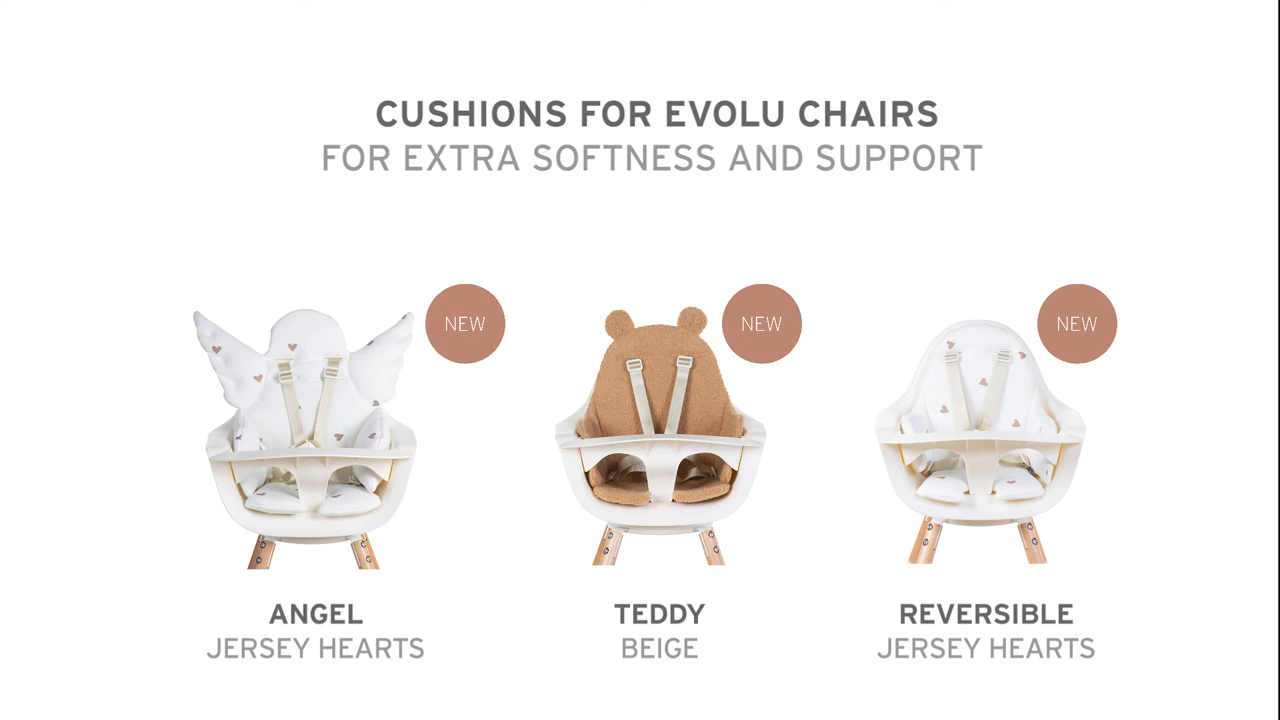 CUSHIONS FOR EVOLU CHAIRS
FOR EXTRA SOFTNESS AND SUPPORT
NEW
NEW
NEW
ANGEL
JERSEY HEARTS
TEDDY
BEIGE
REVERSIBLE
JERSEY HEARTS